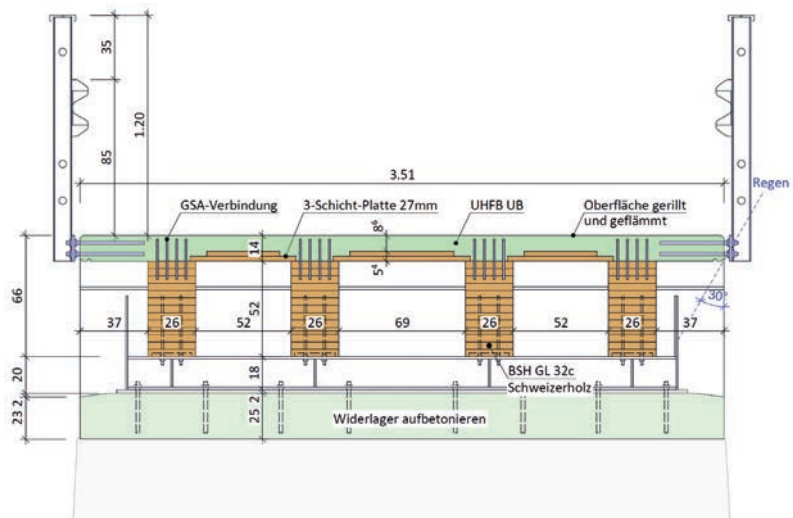 35
1.20
85
3.51
Regen
GSA-Verbindung
3-Schicht-Platte 27mm
UHFB UB
Oberfläche gerillt
und geflämmt
8⁶
14
5⁴
66
52
30°
37
26
52
26
69
26
52
26
37
BSH GL 32c
Schweizerholz
20
18
23 2
25 2
Widerlager aufbetonieren